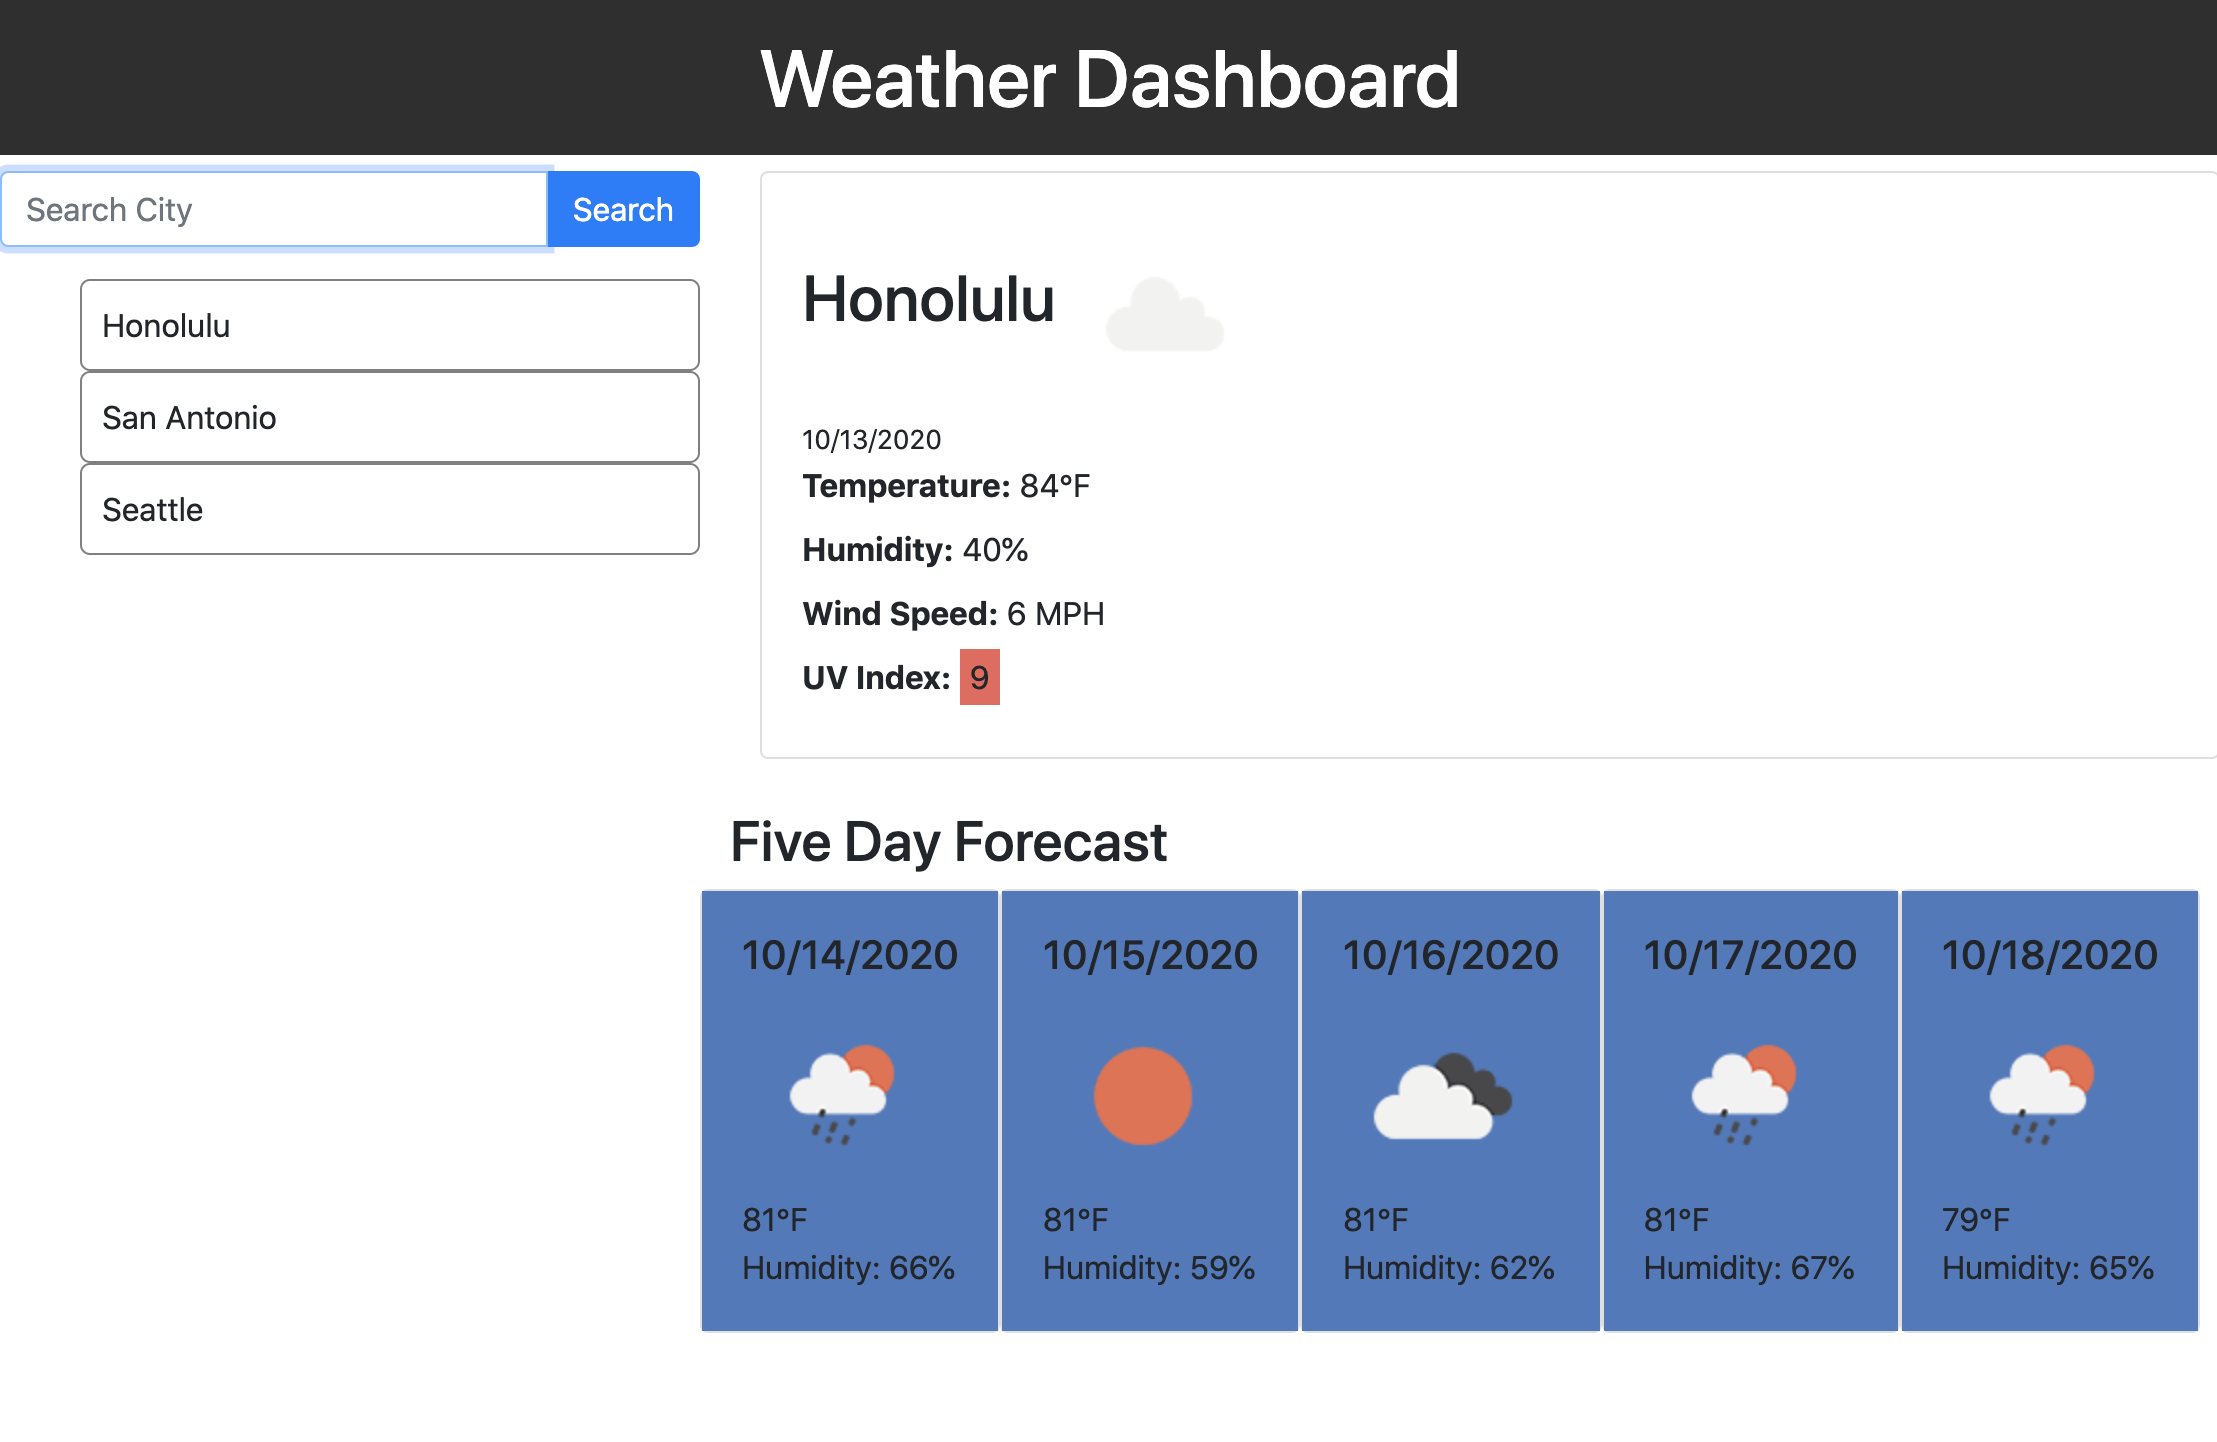 Weather Dashboard
Search City
Search
Honolulu
San Antonio
Seattle
Honolulu
10/13/2020
Temperature: 84°F
Humidity: 40%
Wind Speed: 6 MPH
UV Index: 9
Five Day Forecast
10/14/2020
81°F
Humidity: 66%
10/15/2020
81°F
Humidity: 59%
10/16/2020
81°F
Humidity: 62%
10/17/2020
81°F
Humidity: 67%
10/18/2020
79°F
Humidity: 65%